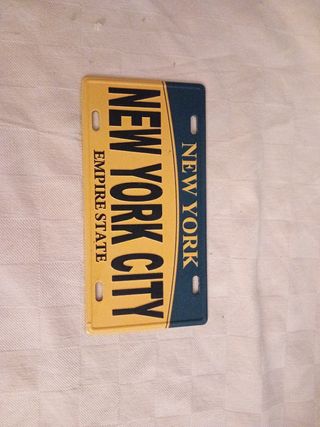 NEW YORK
NEW YORK CITY
EMPIRE STATE